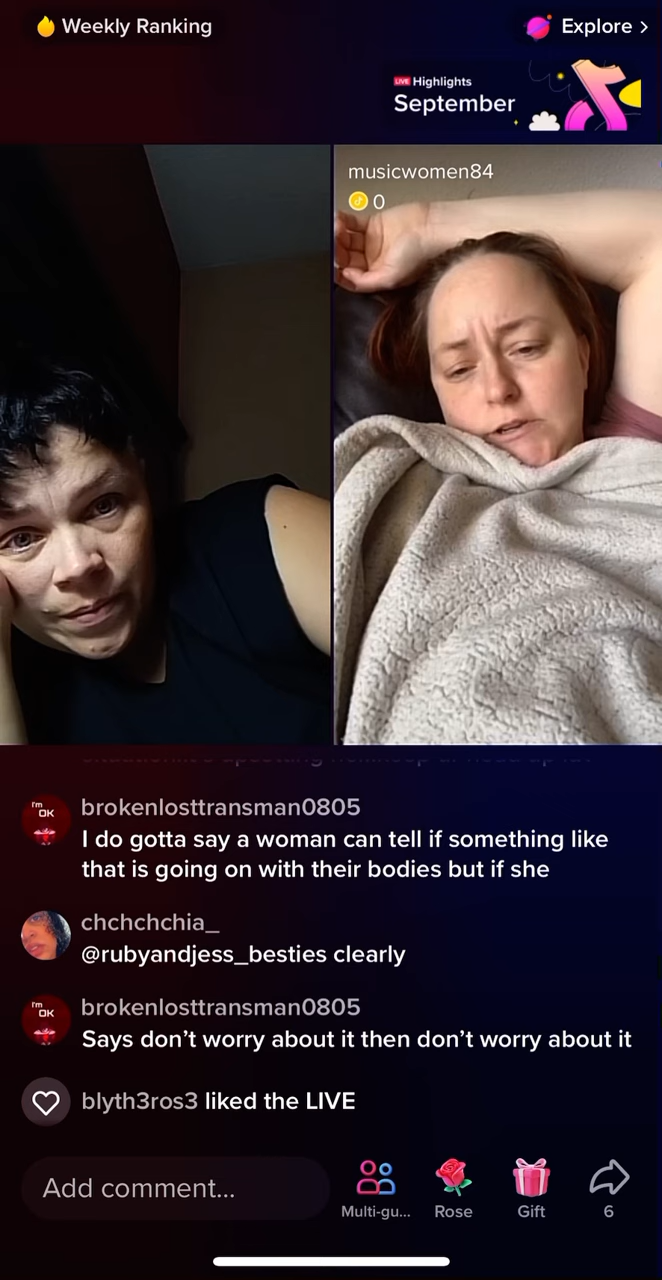 Weekly Ranking
Explore >
LIVE Highlights
September
musicwomen84
0
brokenlosttransman0805
I do gotta say a woman can tell if something like
that is going on with their bodies but if she
chchchchia_
@rubyandjess_besties clearly
brokenlosttransman0805
Says don’t worry about it then don’t worry about it
blyth3ros3 liked the LIVE
Add comment...
Multi-gu...
Rose
Gift
6
I'm
OK
I'm
OK